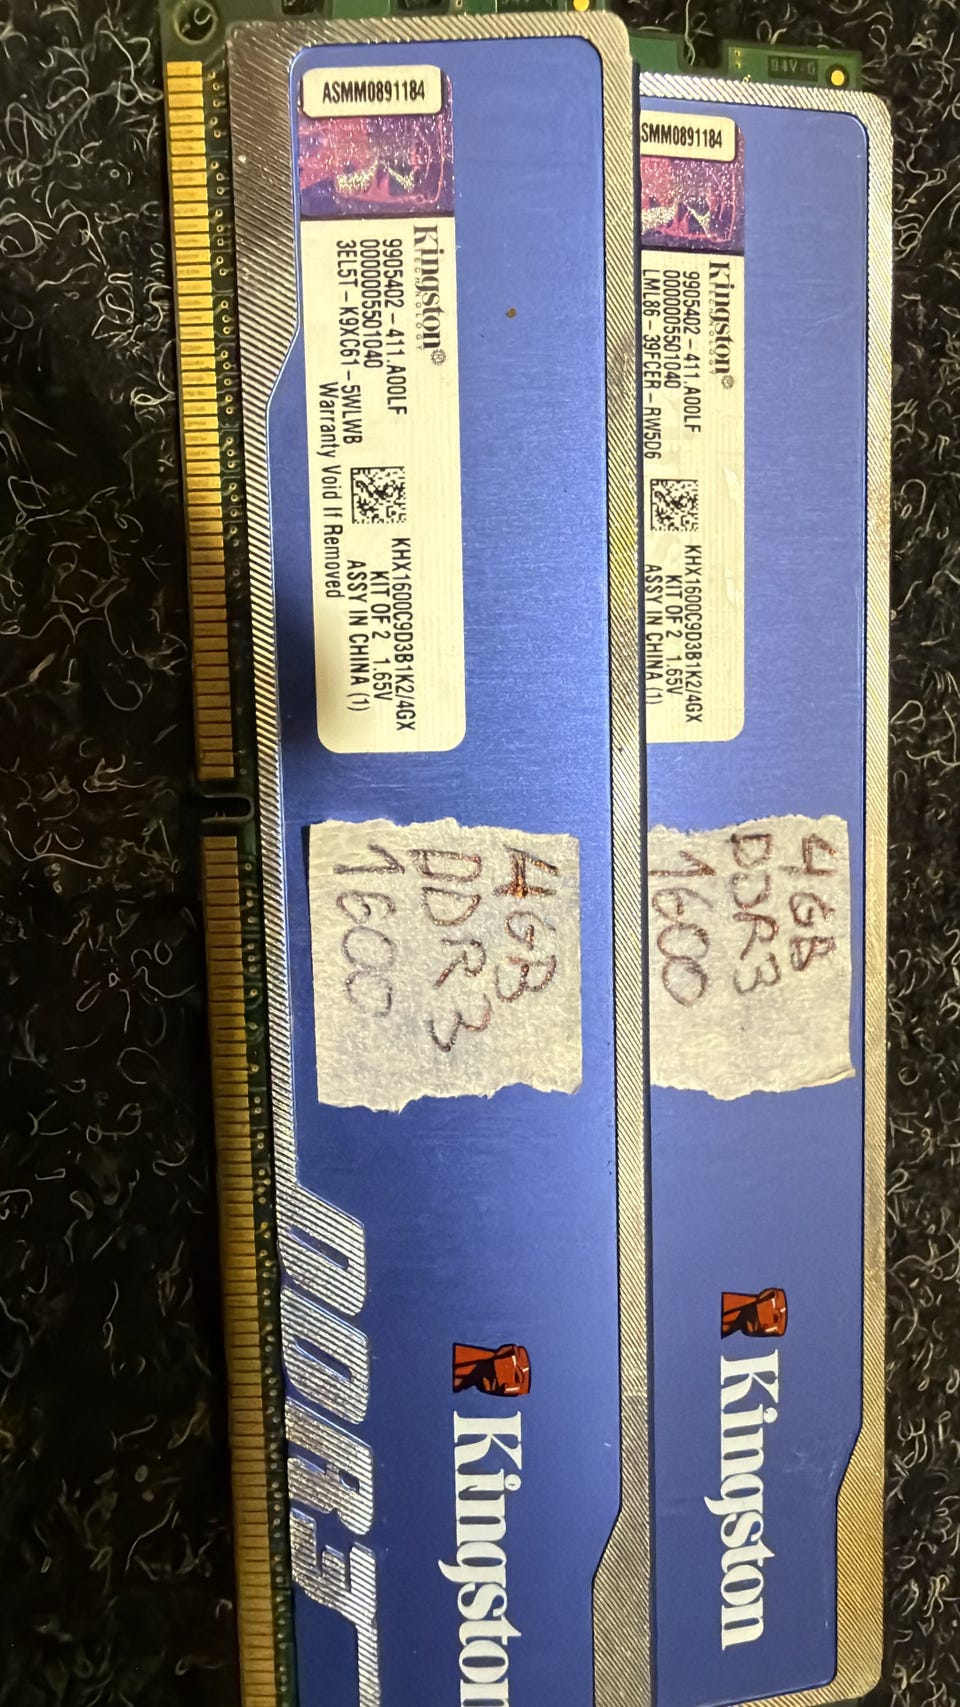 ASMM0891184
Kingston®
TECHNOLOGY
9905402-411.A00LF
0000005501040
3EL5T-K9XC61-5WLWB
Warranty Void If Removed
KHX1600C9D3B1K2/4GX
KIT OF 2 1.65V
ASSY IN CHINA (1)
4GB
DDR3
1600
DDR3
Kingston
94V-0
SMM0891184
Kingston®
TECHNOLOGY
9905402-411.A00LF
0000005501040
LML86-39FCER-RW5D6
KHX1600C9D3B1K2/4GX
KIT OF 2 1.65V
ASSY IN CHINA (1)
4GB
DDR3
1600
Kingston